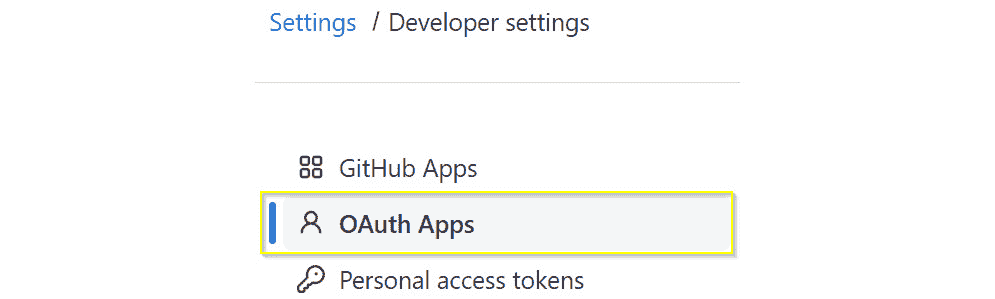 Settings / Developer settings
GitHub Apps
OAuth Apps
Personal access tokens